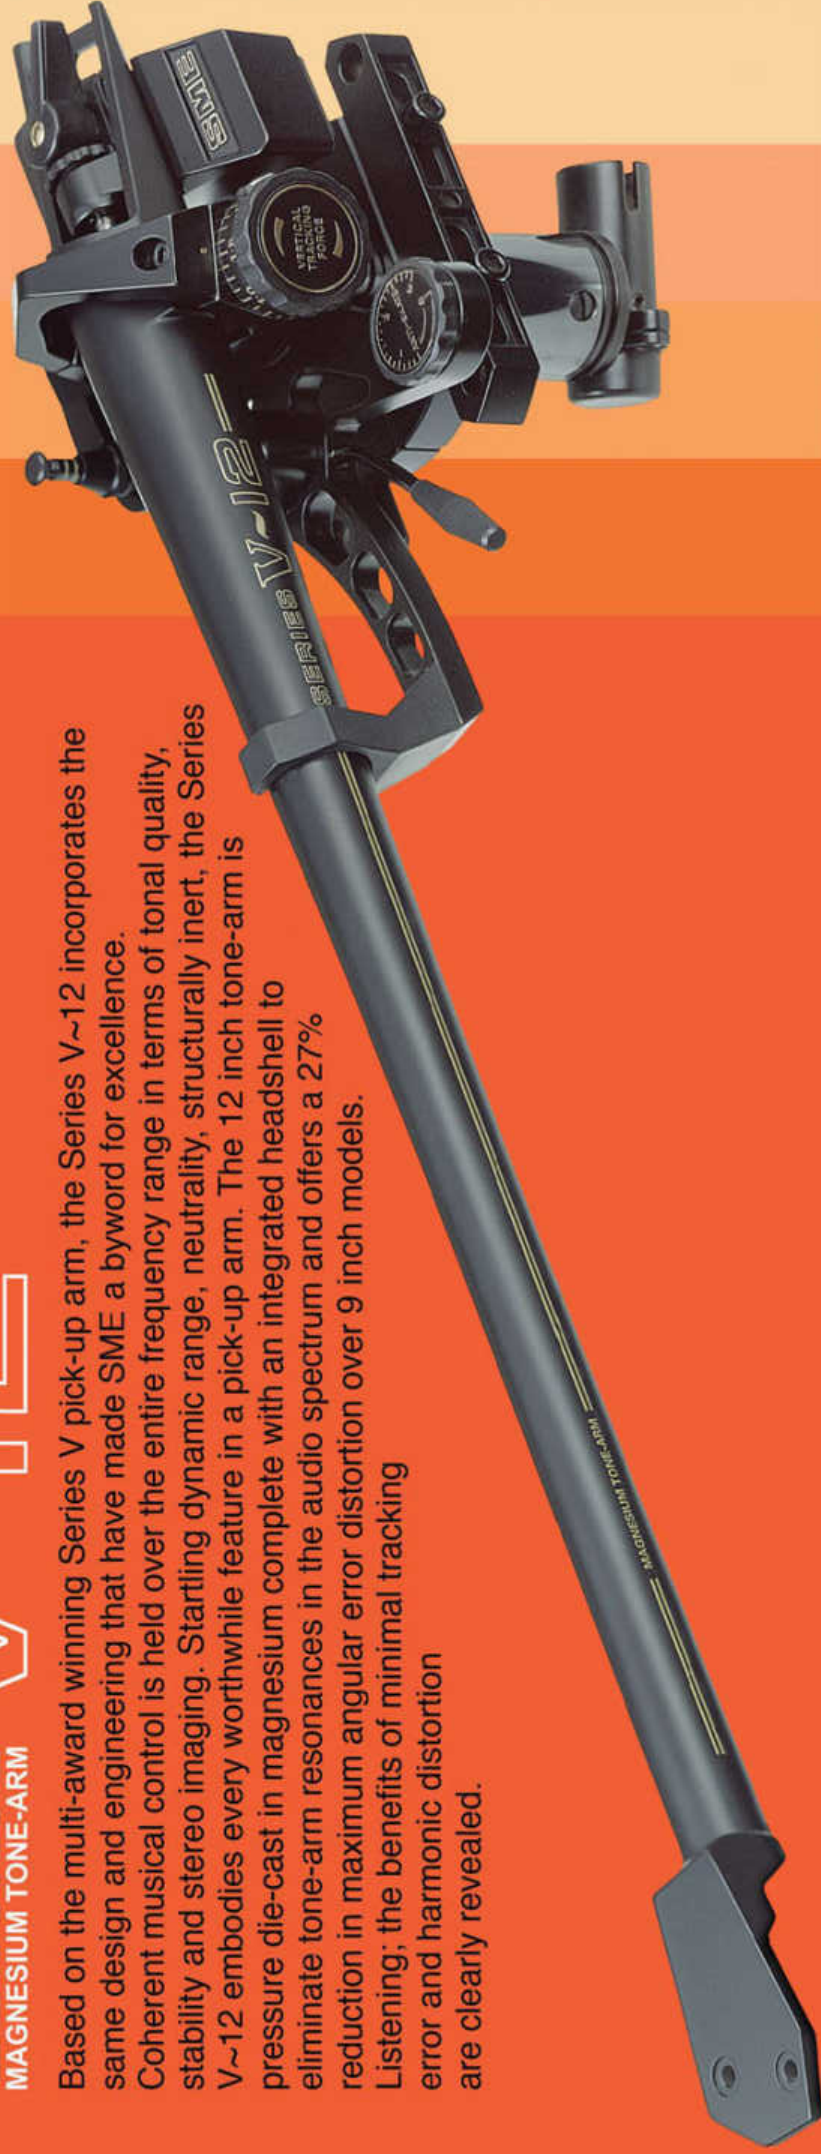 MAGNESIUM TONE-ARM
Based on the multi-award winning Series V pick-up arm, the Series V~12 incorporates the
same design and engineering that have made SME a byword for excellence.
Coherent musical control is held over the entire frequency range in terms of tonal quality,
stability and stereo imaging. Startling dynamic range, neutrality, structurally inert, the Series
V~12 embodies every worthwhile feature in a pick-up arm. The 12 inch tone-arm is
pressure die-cast in magnesium complete with an integrated headshell to
eliminate tone-arm resonances in the audio spectrum and offers a 27%
reduction in maximum angular error distortion over 9 inch models.
Listening; the benefits of minimal tracking
error and harmonic distortion
are clearly revealed.
MAGNESIUM TONE-ARM
SERIES V~12
SME
VERTICAL
TRACKING
FORCE